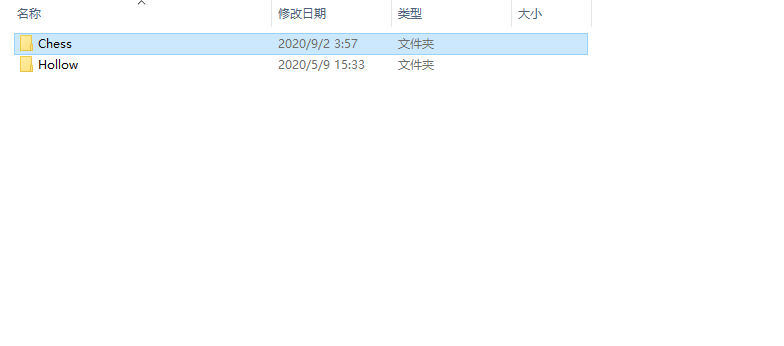 名称 修改日期 类型 大小
Chess 2020/9/2 3:57 文件夹
Hollow 2020/5/9 15:33 文件夹